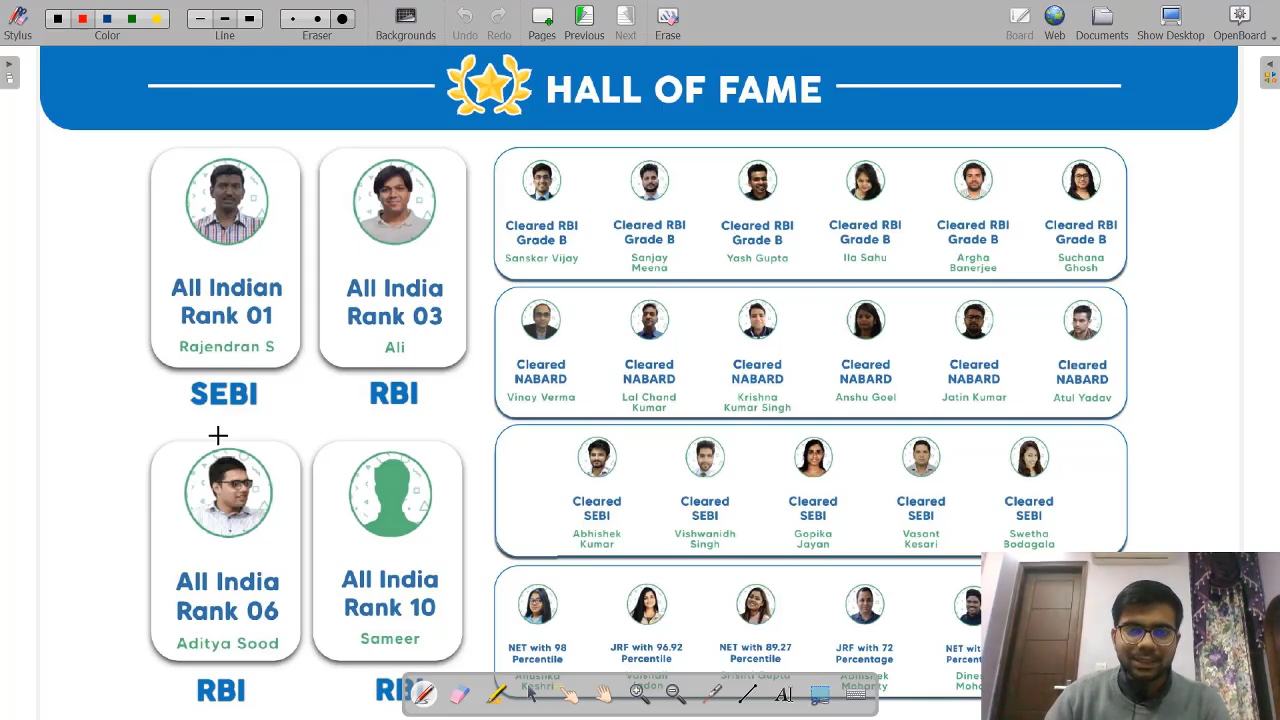 Stylus
Color
Line
Eraser
Backgrounds
Undo
Redo
Pages
Previous
Next
Erase
Board
Web
Documents
Show Desktop
OpenBoard
HALL OF FAME
All Indian
Rank 01
Rajendran S
SEBI
All India
Rank 03
Ali
RBI
All India
Rank 06
Aditya Sood
RBI
All India
Rank 10
Sameer
Cleared RBI
Grade B
Sanskar Vijay
Cleared RBI
Grade B
Sanjay
Meena
Cleared RBI
Grade B
Yash Gupta
Cleared RBI
Grade B
Ila Sahu
Cleared RBI
Grade B
Argha
Banerjee
Cleared RBI
Grade B
Suchana
Ghosh
Cleared
NABARD
Vinay Verma
Cleared
NABARD
Lal Chand
Kumar
Cleared
NABARD
Krishna
Kumar Singh
Cleared
NABARD
Anshu Goel
Cleared
NABARD
Jatin Kumar
Cleared
NABARD
Atul Yadav
Cleared
SEBI
Abhishek
Kumar
Cleared
SEBI
Vishwanidh
Singh
Cleared
SEBI
Gopika
Jayan
Cleared
SEBI
Vasant
Kesari
Cleared
SEBI
Swetha
Bodagala
NET with 98
Percentile
JRF with 96.92
Percentile
NET with 89.27
Percentile
JRF with 72
Percentage
Abhishek
Mohanty
NET